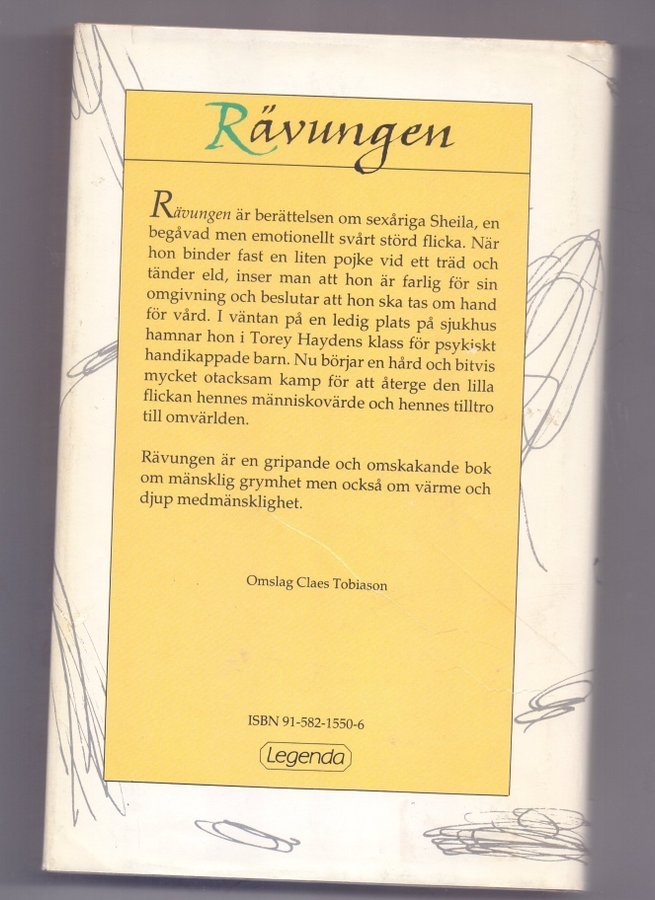 Rävungen
Rävungen är berättelsen om sexåriga Sheila, en
begåvad men emotionellt svårt störd flicka. När
hon binder fast en liten pojke vid ett träd och
tänder eld, inser man att hon är farlig för sin
omgivning och beslutar att hon ska tas om hand
för vård. I väntan på en ledig plats på sjukhus
hamnar hon i Torey Haydens klass för psykiskt
handikappade barn. Nu börjar en hård och bitvis
mycket otacksam kamp för att återge den lilla
flickan hennes människovärde och hennes tilltro
till omvärlden.
Rävungen är en gripande och omskakande bok
om mänsklig grymhet men också om värme och
djup medmänsklighet.
Omslag Claes Tobiason
ISBN 91-582-1550-6
Legenda